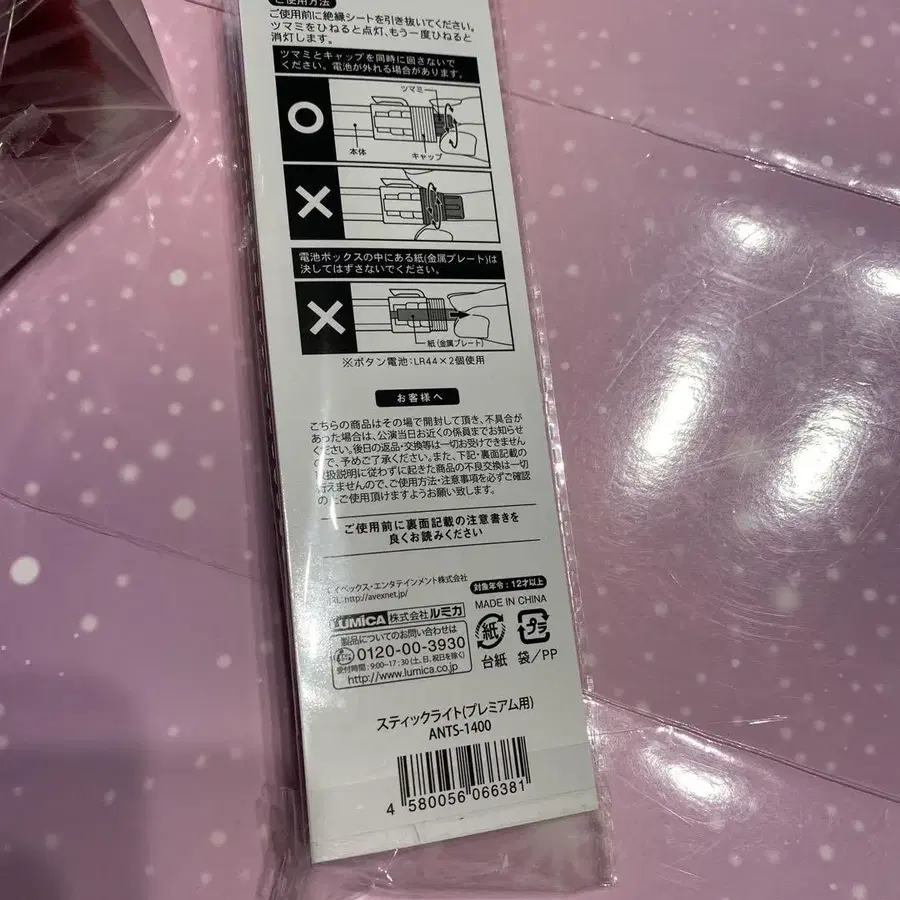 ご使用方法
ご使用前に絶縁シートを引き抜いてください。
ツマミをひねると点灯、もう一度ひねると
消灯します。
ツマミとキャップを同時に回さないで
ください。電池が外れる場合があります。
ツマミ
本体
キャップ
電池ボックスの中にある紙(金属プレート)は
決してはずさないでください。
紙(金属プレート)
※ボタン電池:LR44×2個使用
お客様へ
こちらの商品はその場で開封して頂き、不具合が
あった場合は、公演当日お近くの係員までお知らせ
ください。後日の返品・交換等は一切お受けできません
ので、予めご了承ください。また、下記・裏面記載の
取扱説明に従わずに起きた商品の不良交換は一切
行えませんので、ご使用方法・注意事項を必ずご確認
の上ご使用頂けますようお願い致します。
ご使用前に裏面記載の注意書きを
良くお読みください
エイベックス・エンタテインメント株式会社
http://avexnet.jp/
対象年令:12才以上
MADE IN CHINA
LUMICA 株式会社ルミカ
製品についてのお問い合わせは
0120-00-3930
受付時間:9:00~17:30(土、日、祝日を除く)
http://www.lumica.co.jp
紙 プラ
台紙 袋/PP
スティックライト(プレミアム用)
ANTS-1400
4 580056 066381